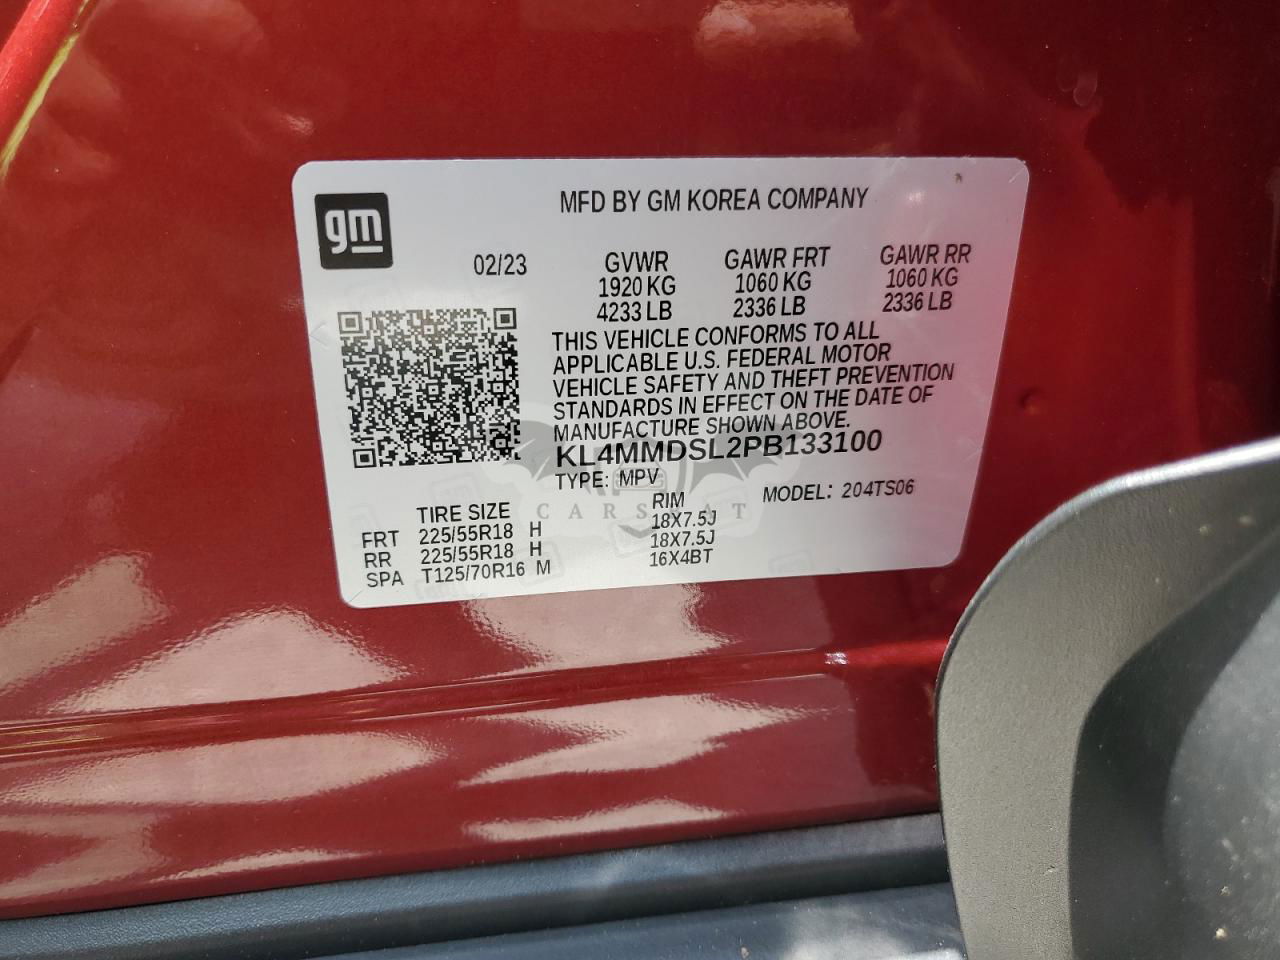 MFD BY GM KOREA COMPANY
gm
02/23 GVWR GAWR FRT GAWR RR
1920 KG 1060 KG 1060 KG
4233 LB 2336 LB 2336 LB
THIS VEHICLE CONFORMS TO ALL
APPLICABLE U.S. FEDERAL MOTOR
VEHICLE SAFETY AND THEFT PREVENTION
STANDARDS IN EFFECT ON THE DATE OF
MANUFACTURE SHOWN ABOVE.
KL4MMDSL2PB133100
TYPE: MPV MODEL: 204TS06
TIRE SIZE RIM
FRT 225/55R18 H 18X7.5J
RR 225/55R18 H 18X7.5J
SPA T125/70R16 M 16X4BT